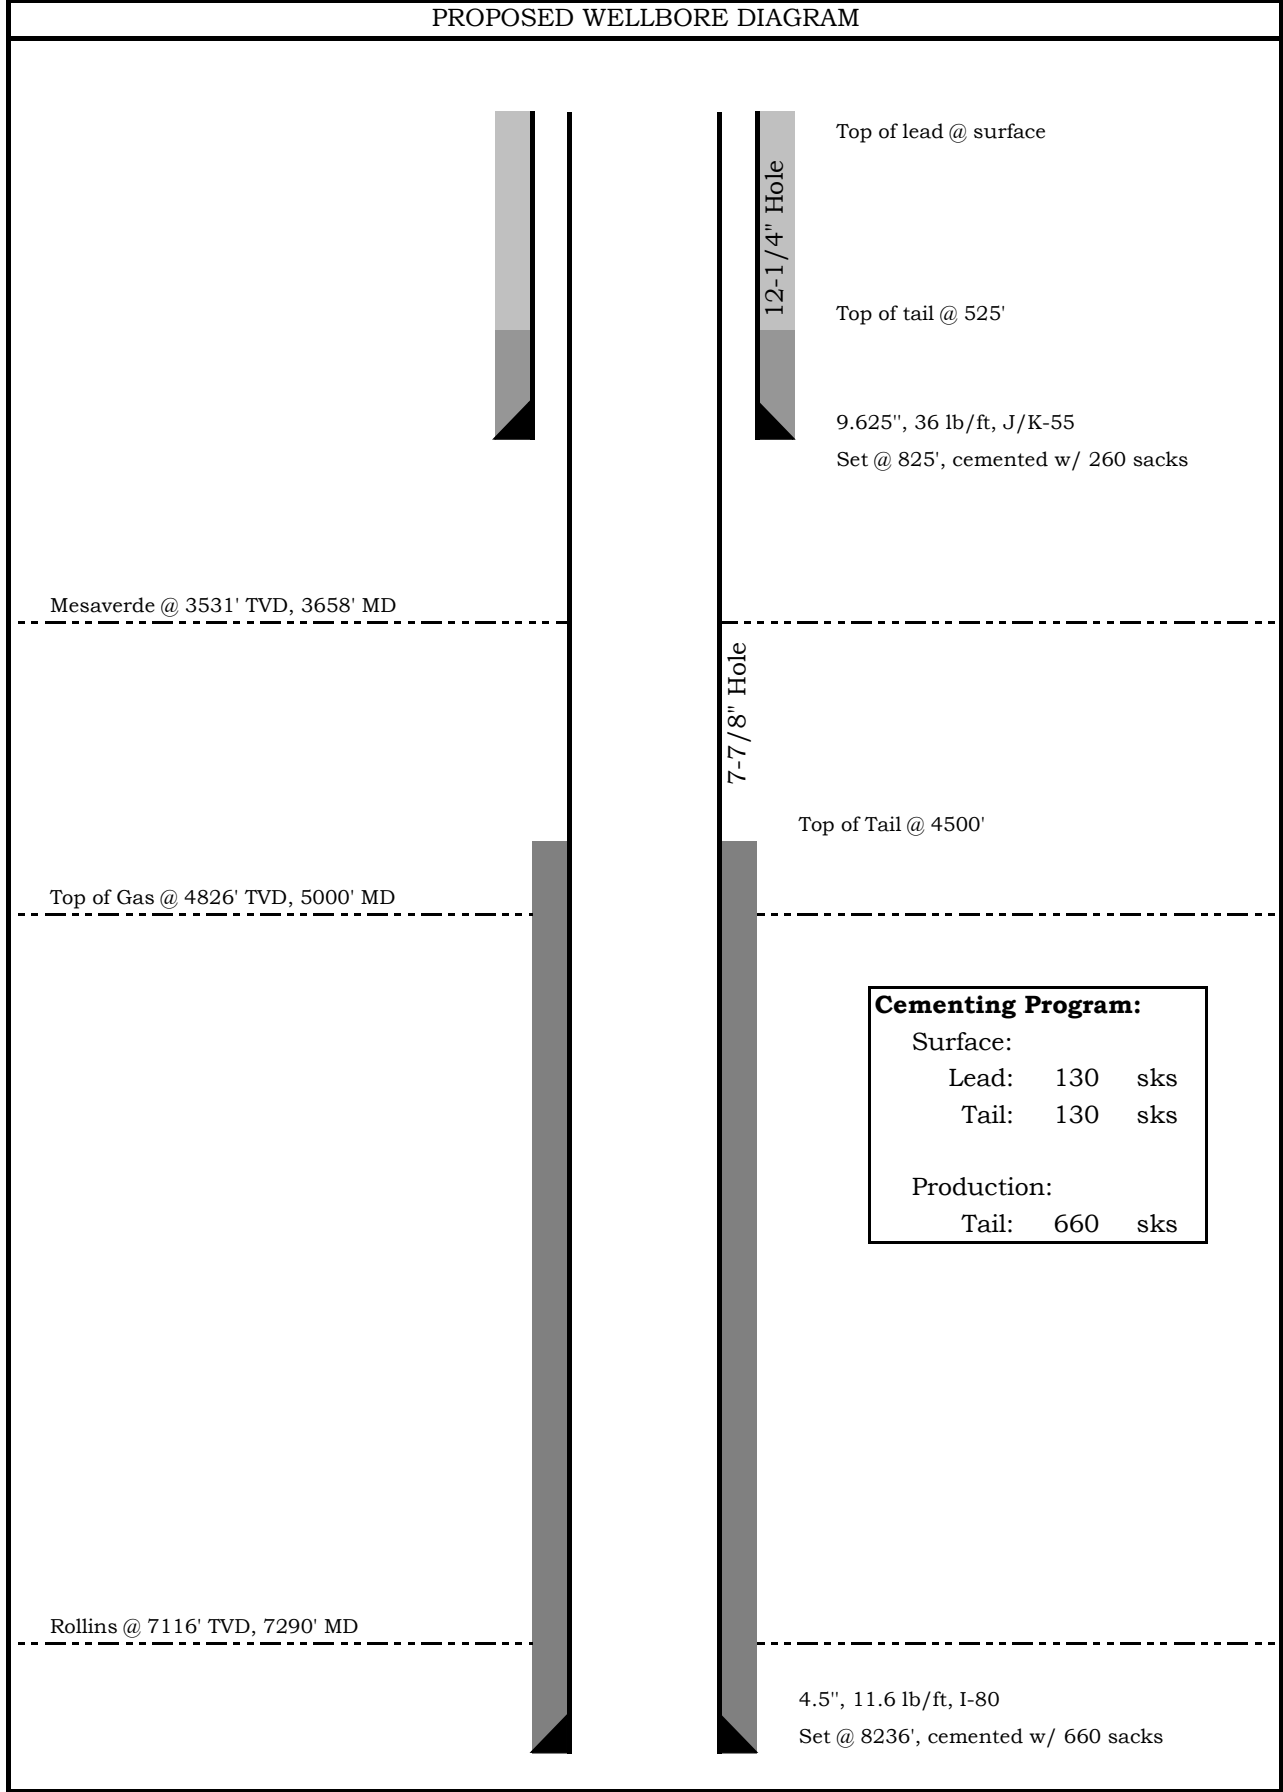 PROPOSED WELLBORE DIAGRAM
Top of lead @ surface
12-1/4" Hole
Top of tail @ 525'
9.625", 36 lb/ft, J/K-55
Set @ 825', cemented w/ 260 sacks
Mesaverde @ 3531' TVD, 3658' MD
7-7/8" Hole
Top of Tail @ 4500'
Top of Gas @ 4826' TVD, 5000' MD
Cementing Program:
Surface:
Lead: 130 sks
Tail: 130 sks
Production:
Tail: 660 sks
Rollins @ 7116' TVD, 7290' MD
4.5", 11.6 lb/ft, I-80
Set @ 8236', cemented w/ 660 sacks